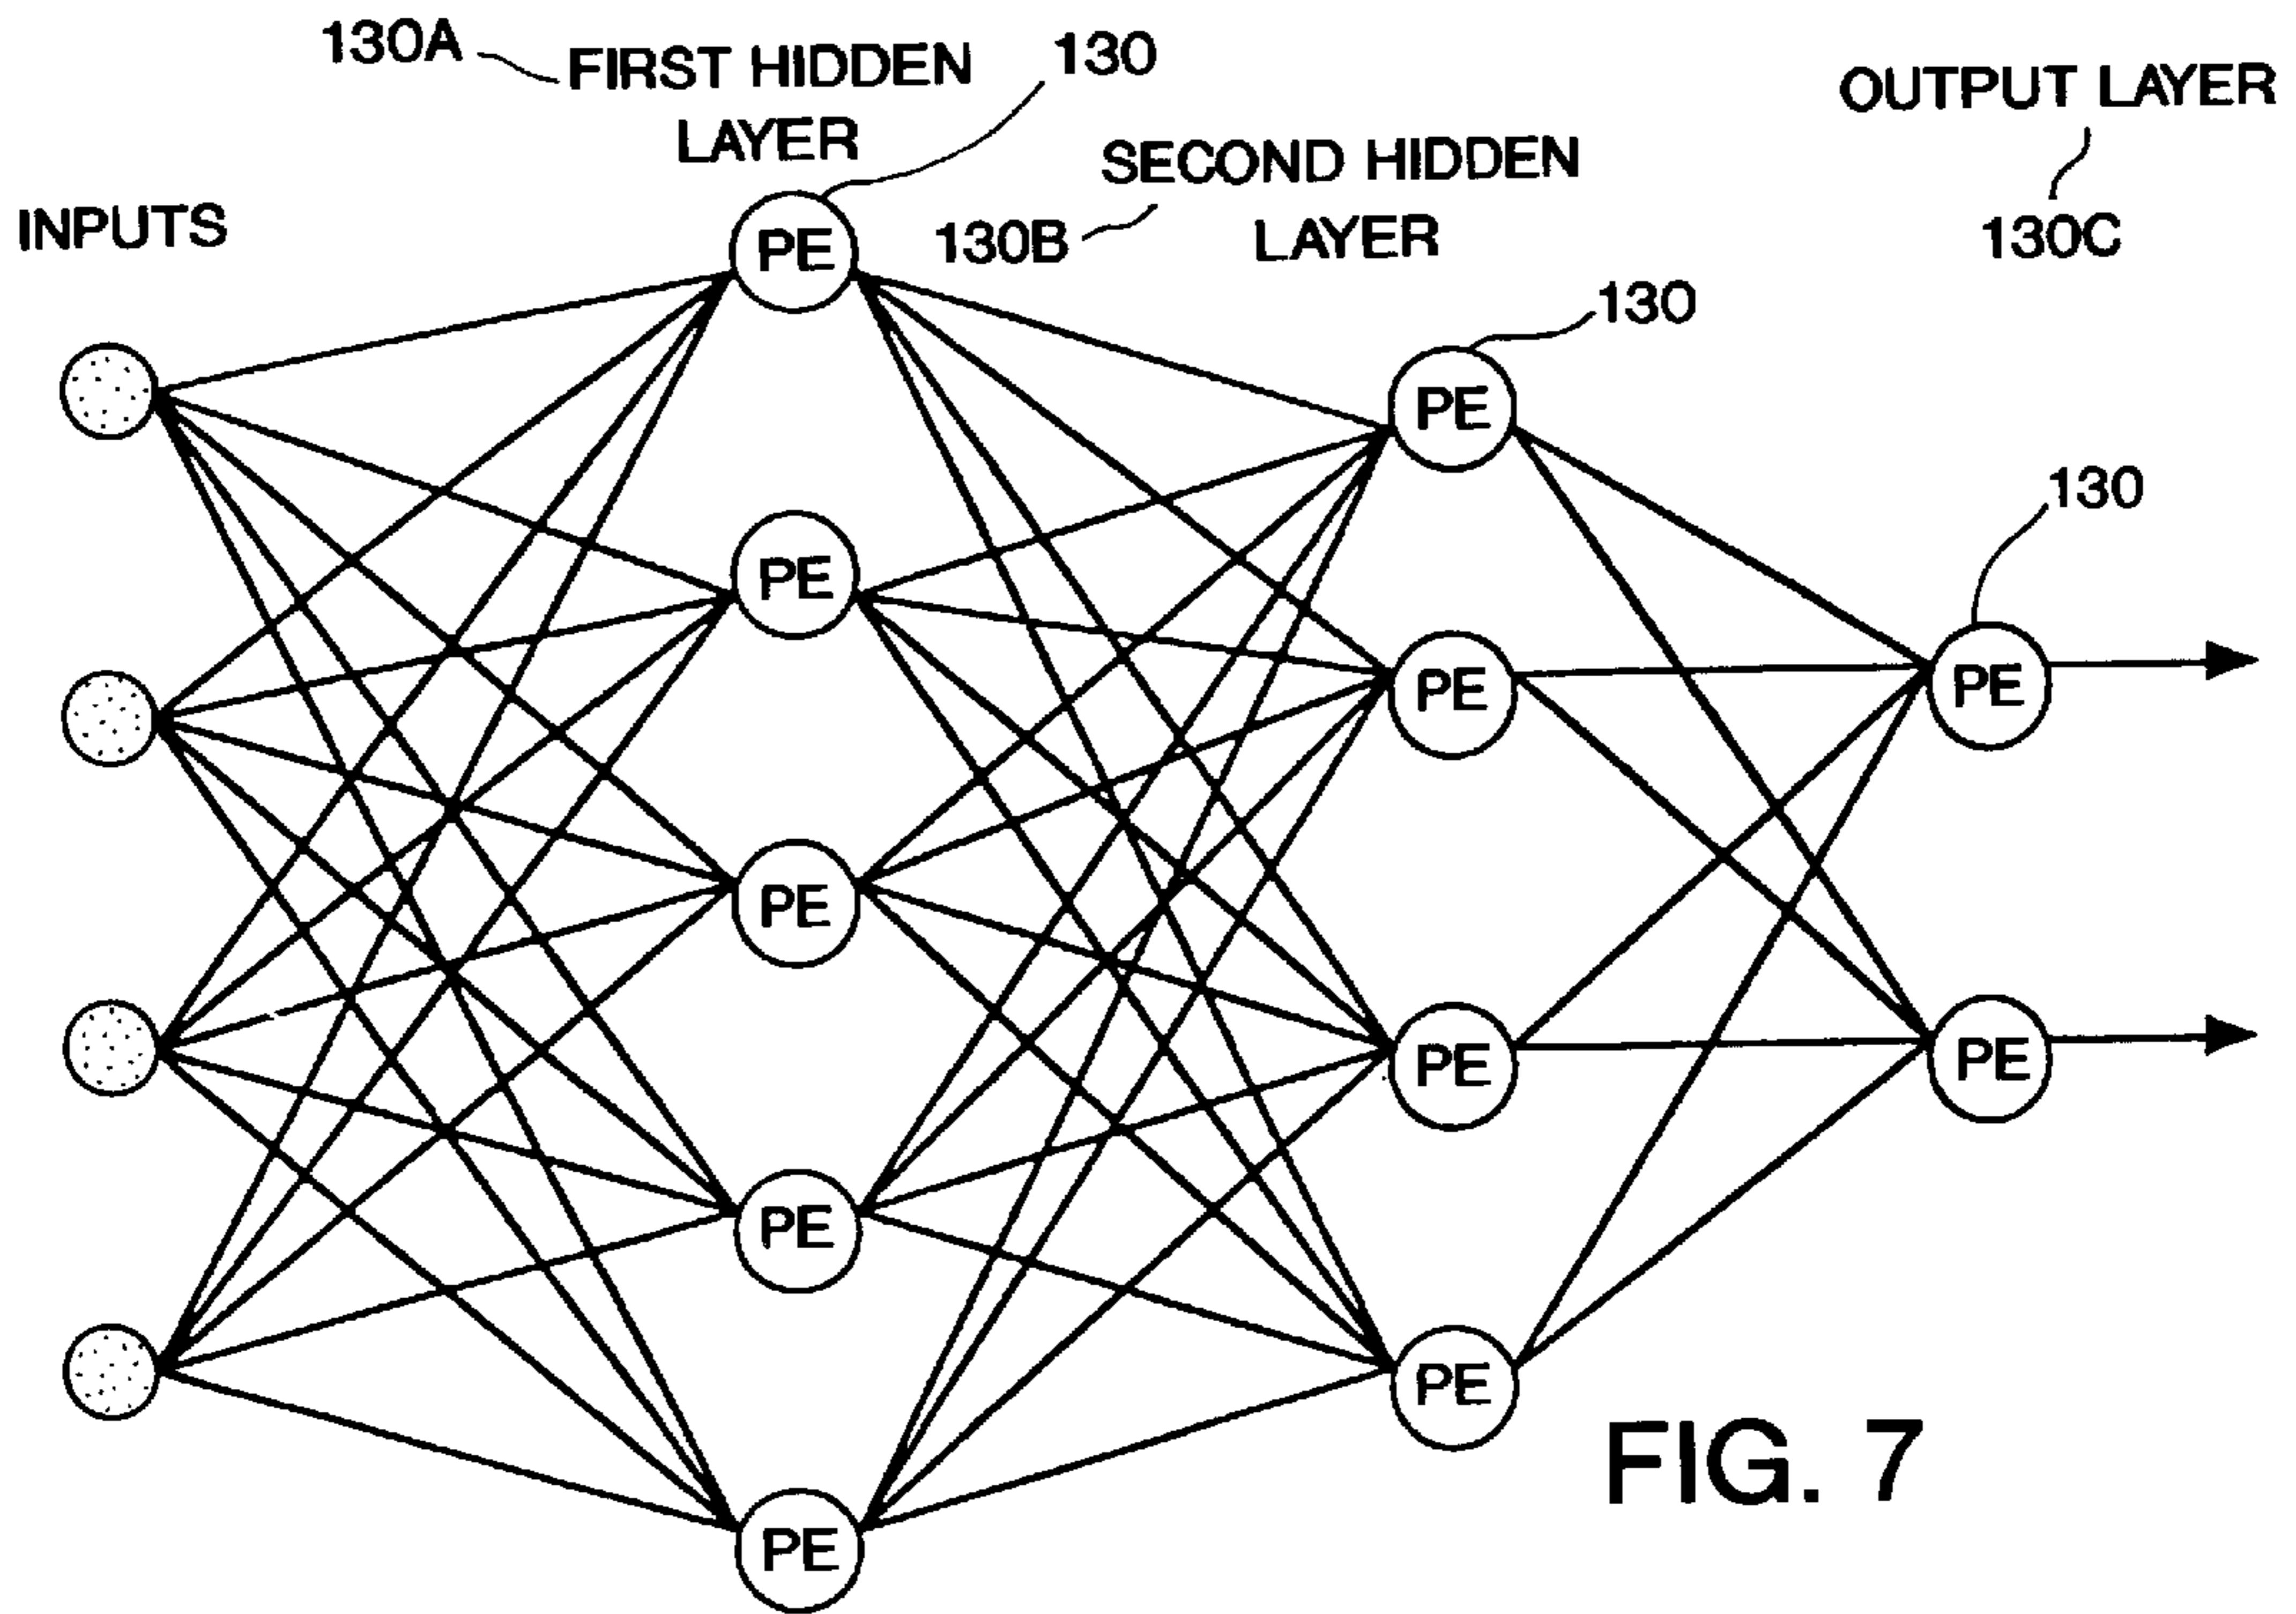 130A
FIRST HIDDEN
LAYER
130
SECOND HIDDEN
LAYER
130B
OUTPUT LAYER
130C
INPUTS
130
130
PE
PE
PE
PE
PE
PE
PE
PE
PE
PE
PE
FIG. 7